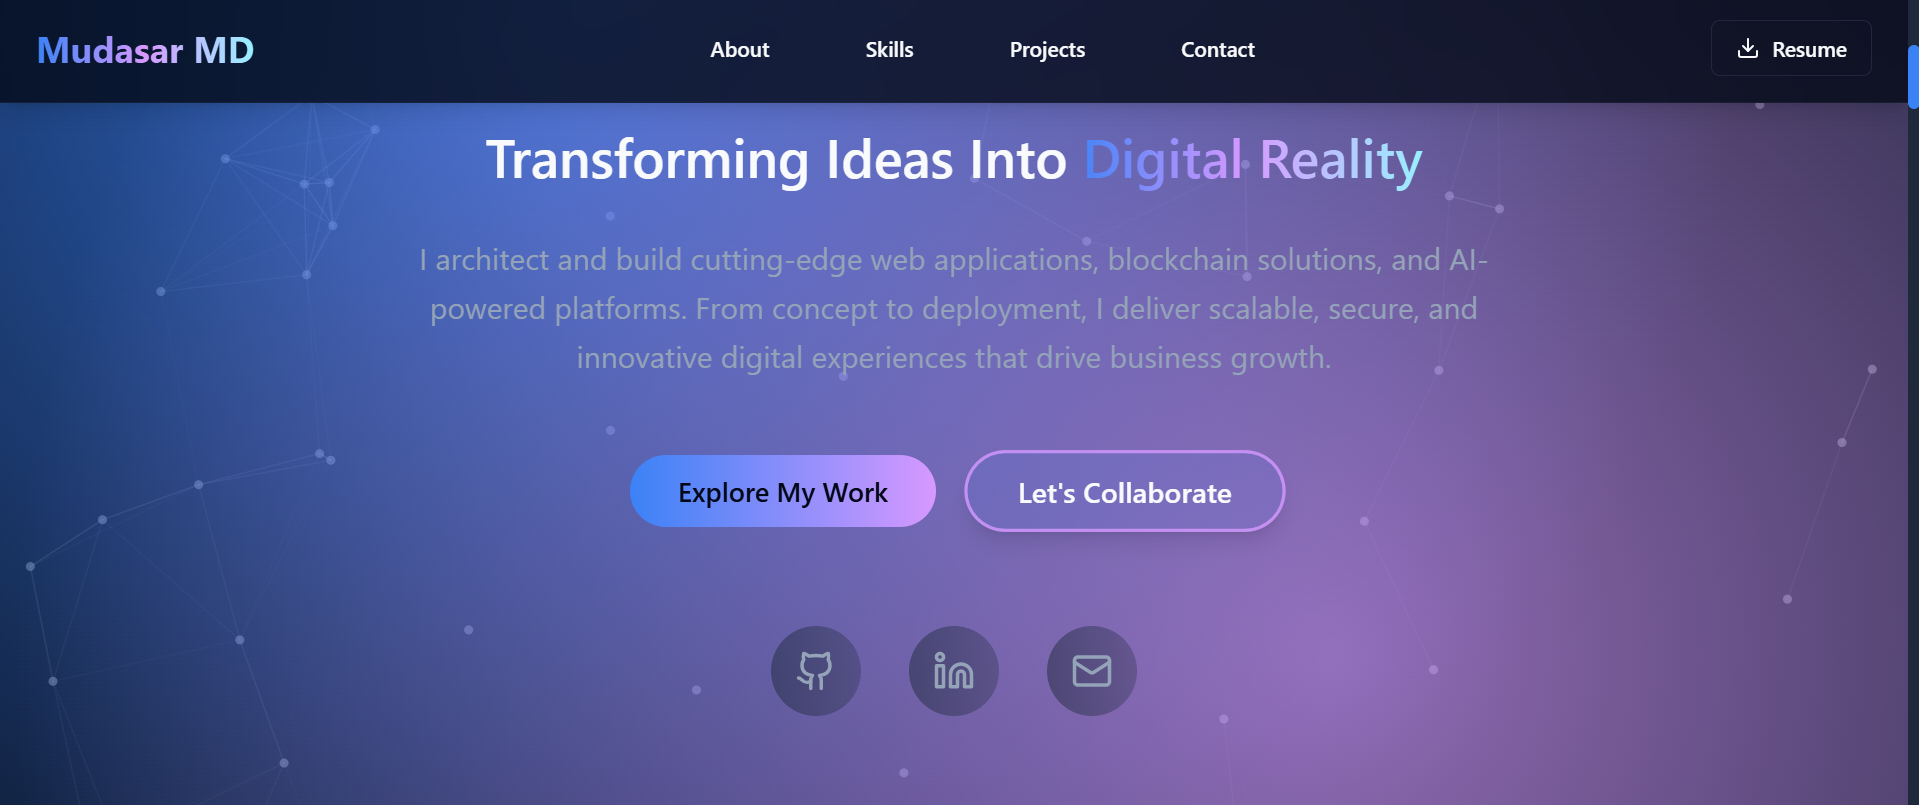 Mudasar MD
About
Skills
Projects
Contact
Resume
Transforming Ideas Into Digital Reality
I architect and build cutting-edge web applications, blockchain solutions, and AI-
powered platforms. From concept to deployment, I deliver scalable, secure, and
innovative digital experiences that drive business growth.
Explore My Work
Let's Collaborate